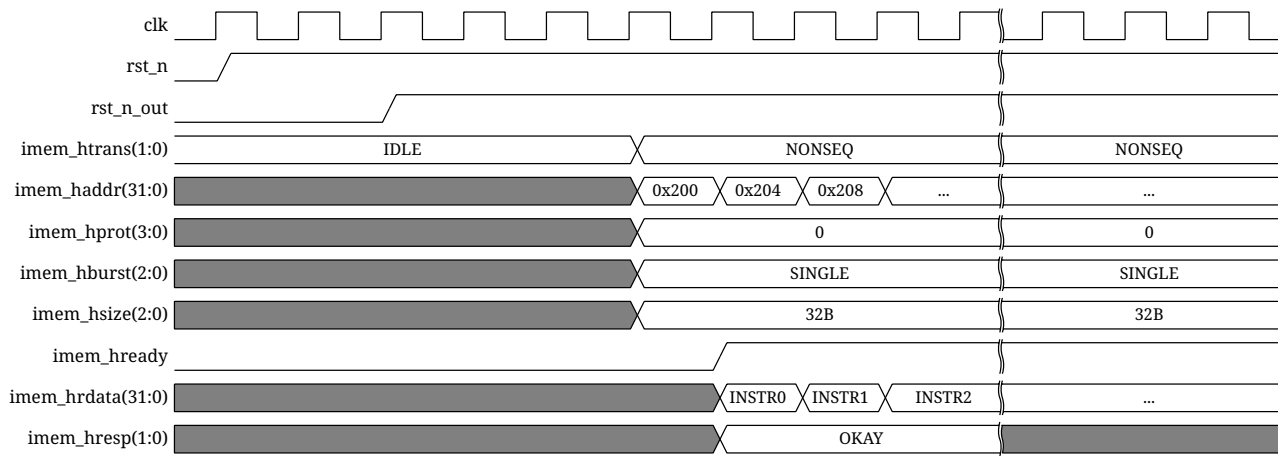 clk
rst_n
rst_n_out
imem_htrans(1:0) IDLE NONSEQ NONSEQ
imem_haddr(31:0) 0x200 0x204 0x208 ... ...
imem_hprot(3:0) 0 0
imem_hburst(2:0) SINGLE SINGLE
imem_hsize(2:0) 32B 32B
imem_hready
imem_hrdata(31:0) INSTR0 INSTR1 INSTR2 ...
imem_hresp(1:0) OKAY